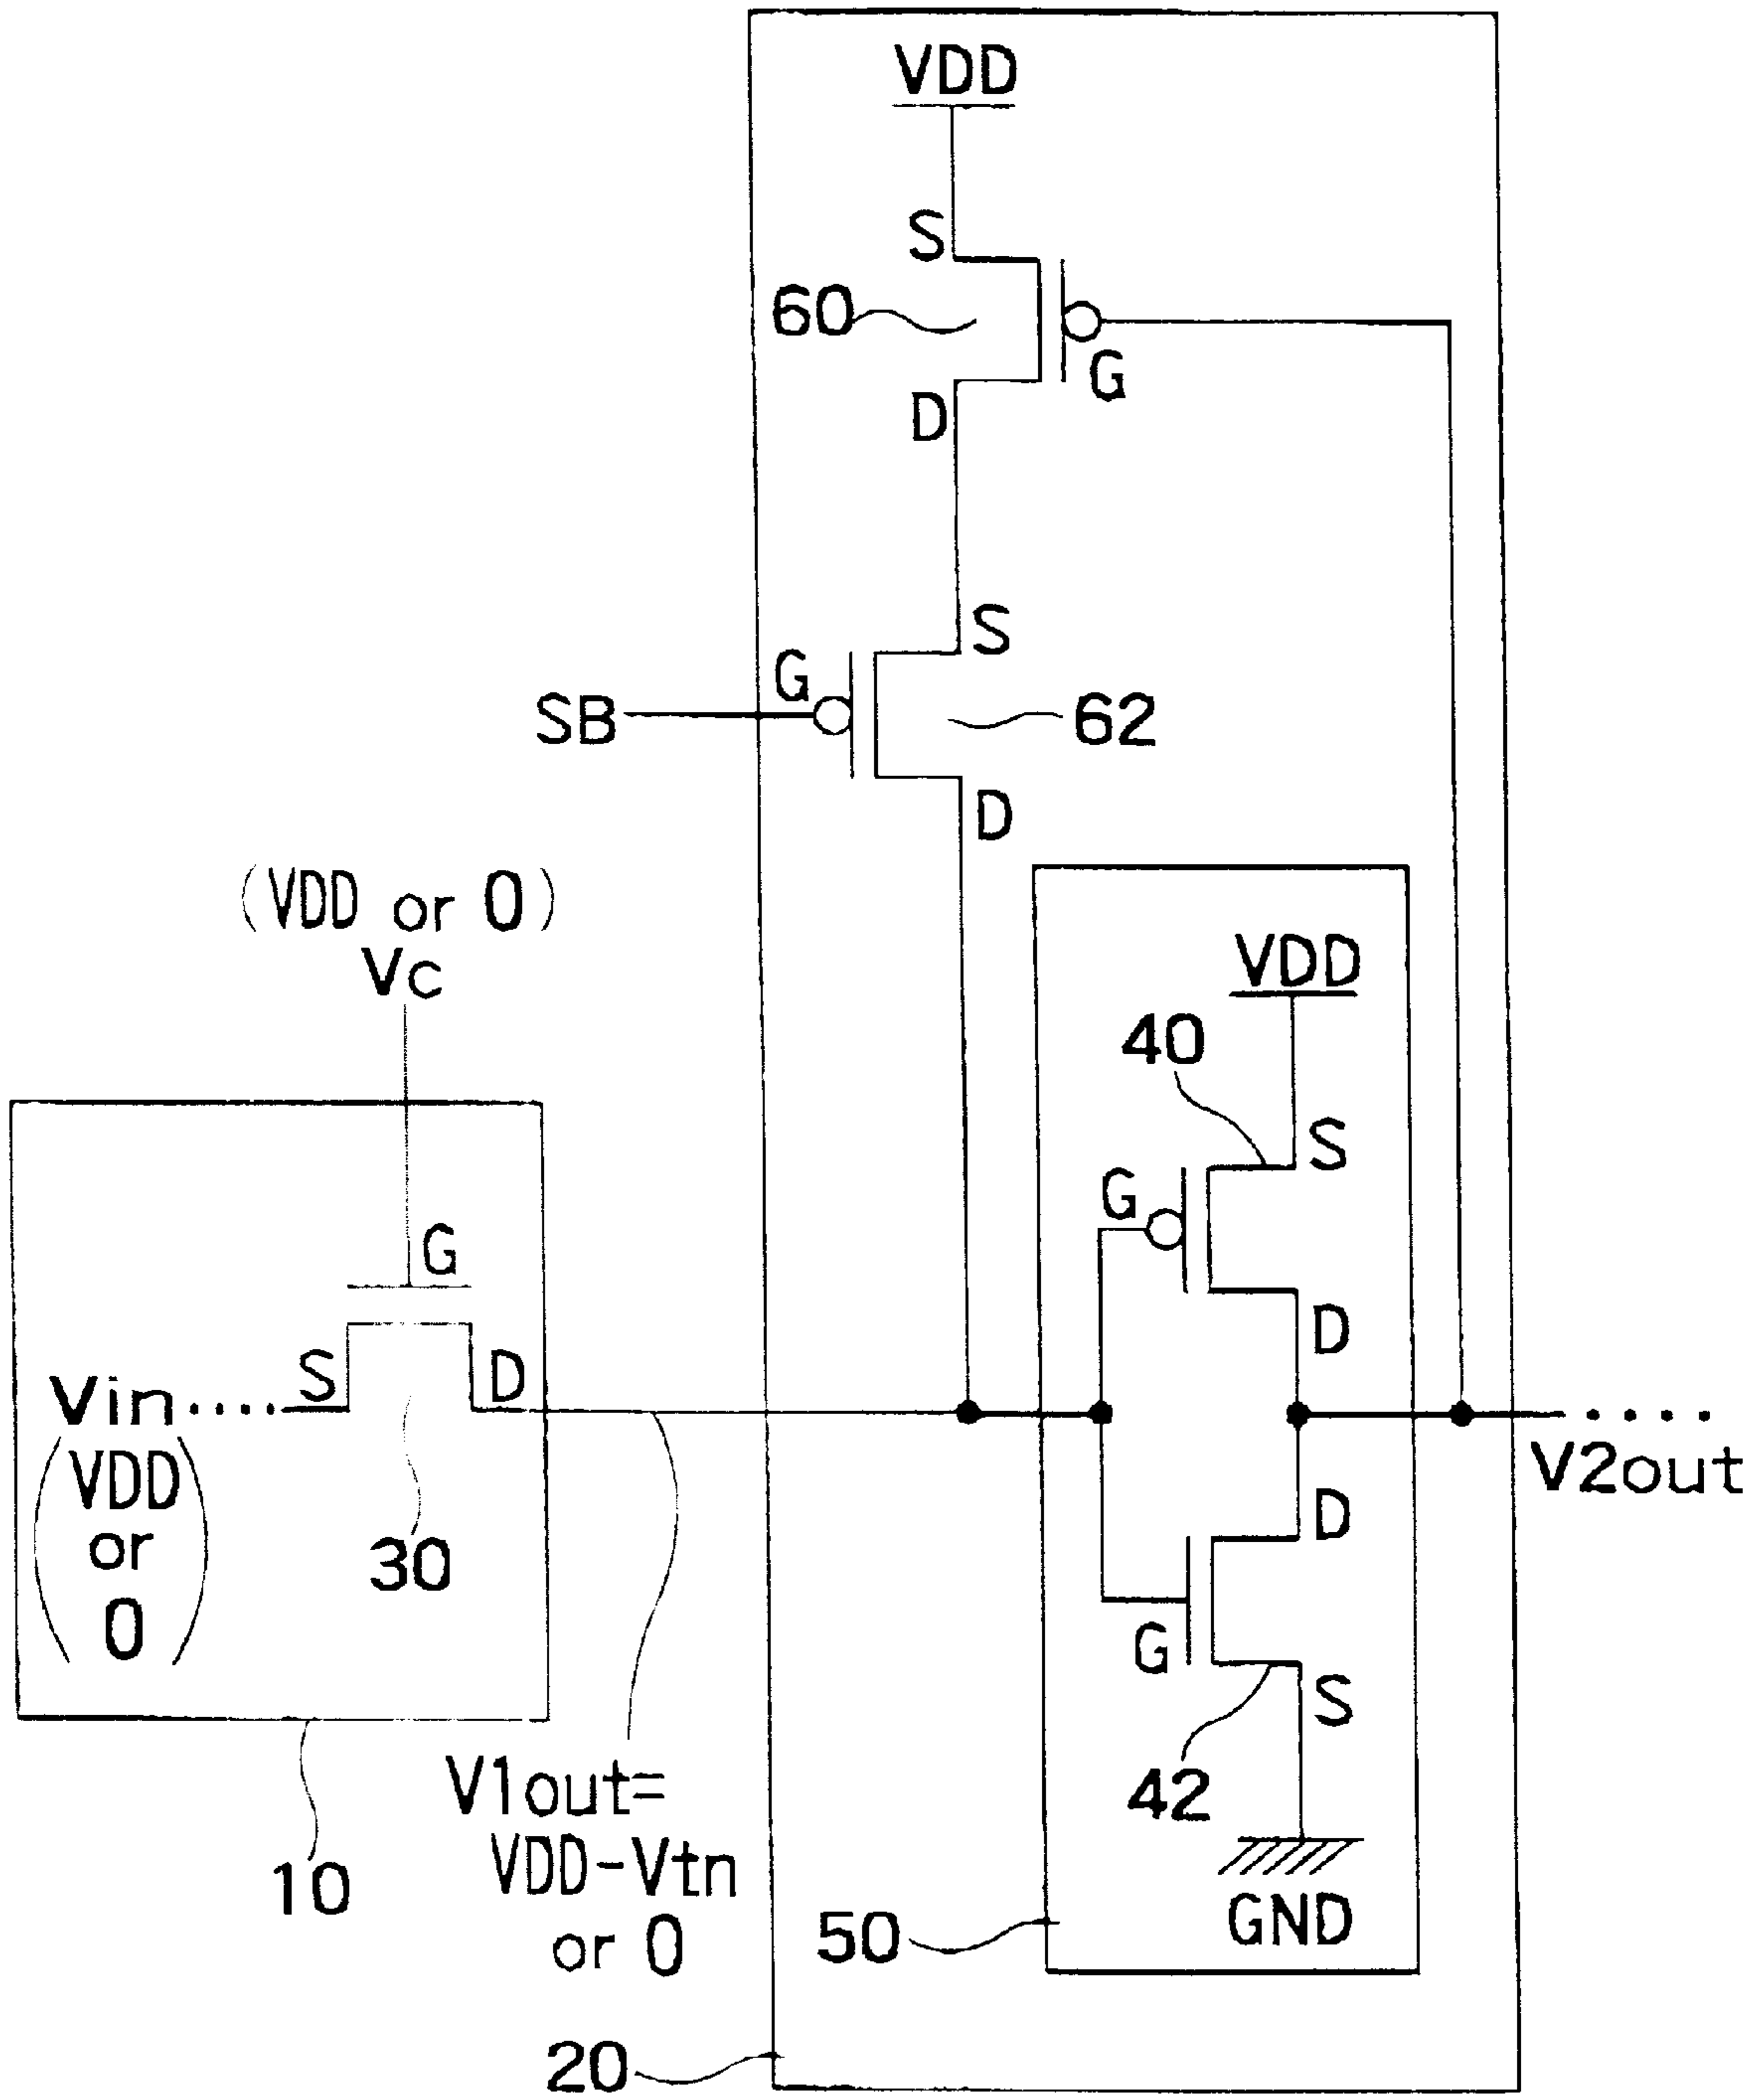 VDD
S
60
G
D
S
G
SB
62
D
(VDD or 0)
Vc
VDD
40
S
G
G
D
S
D
Vin
(VDD
or
0)
30
V2out
D
G
S
42
V1out=
VDD-Vtn
or 0
10
GND
50
20